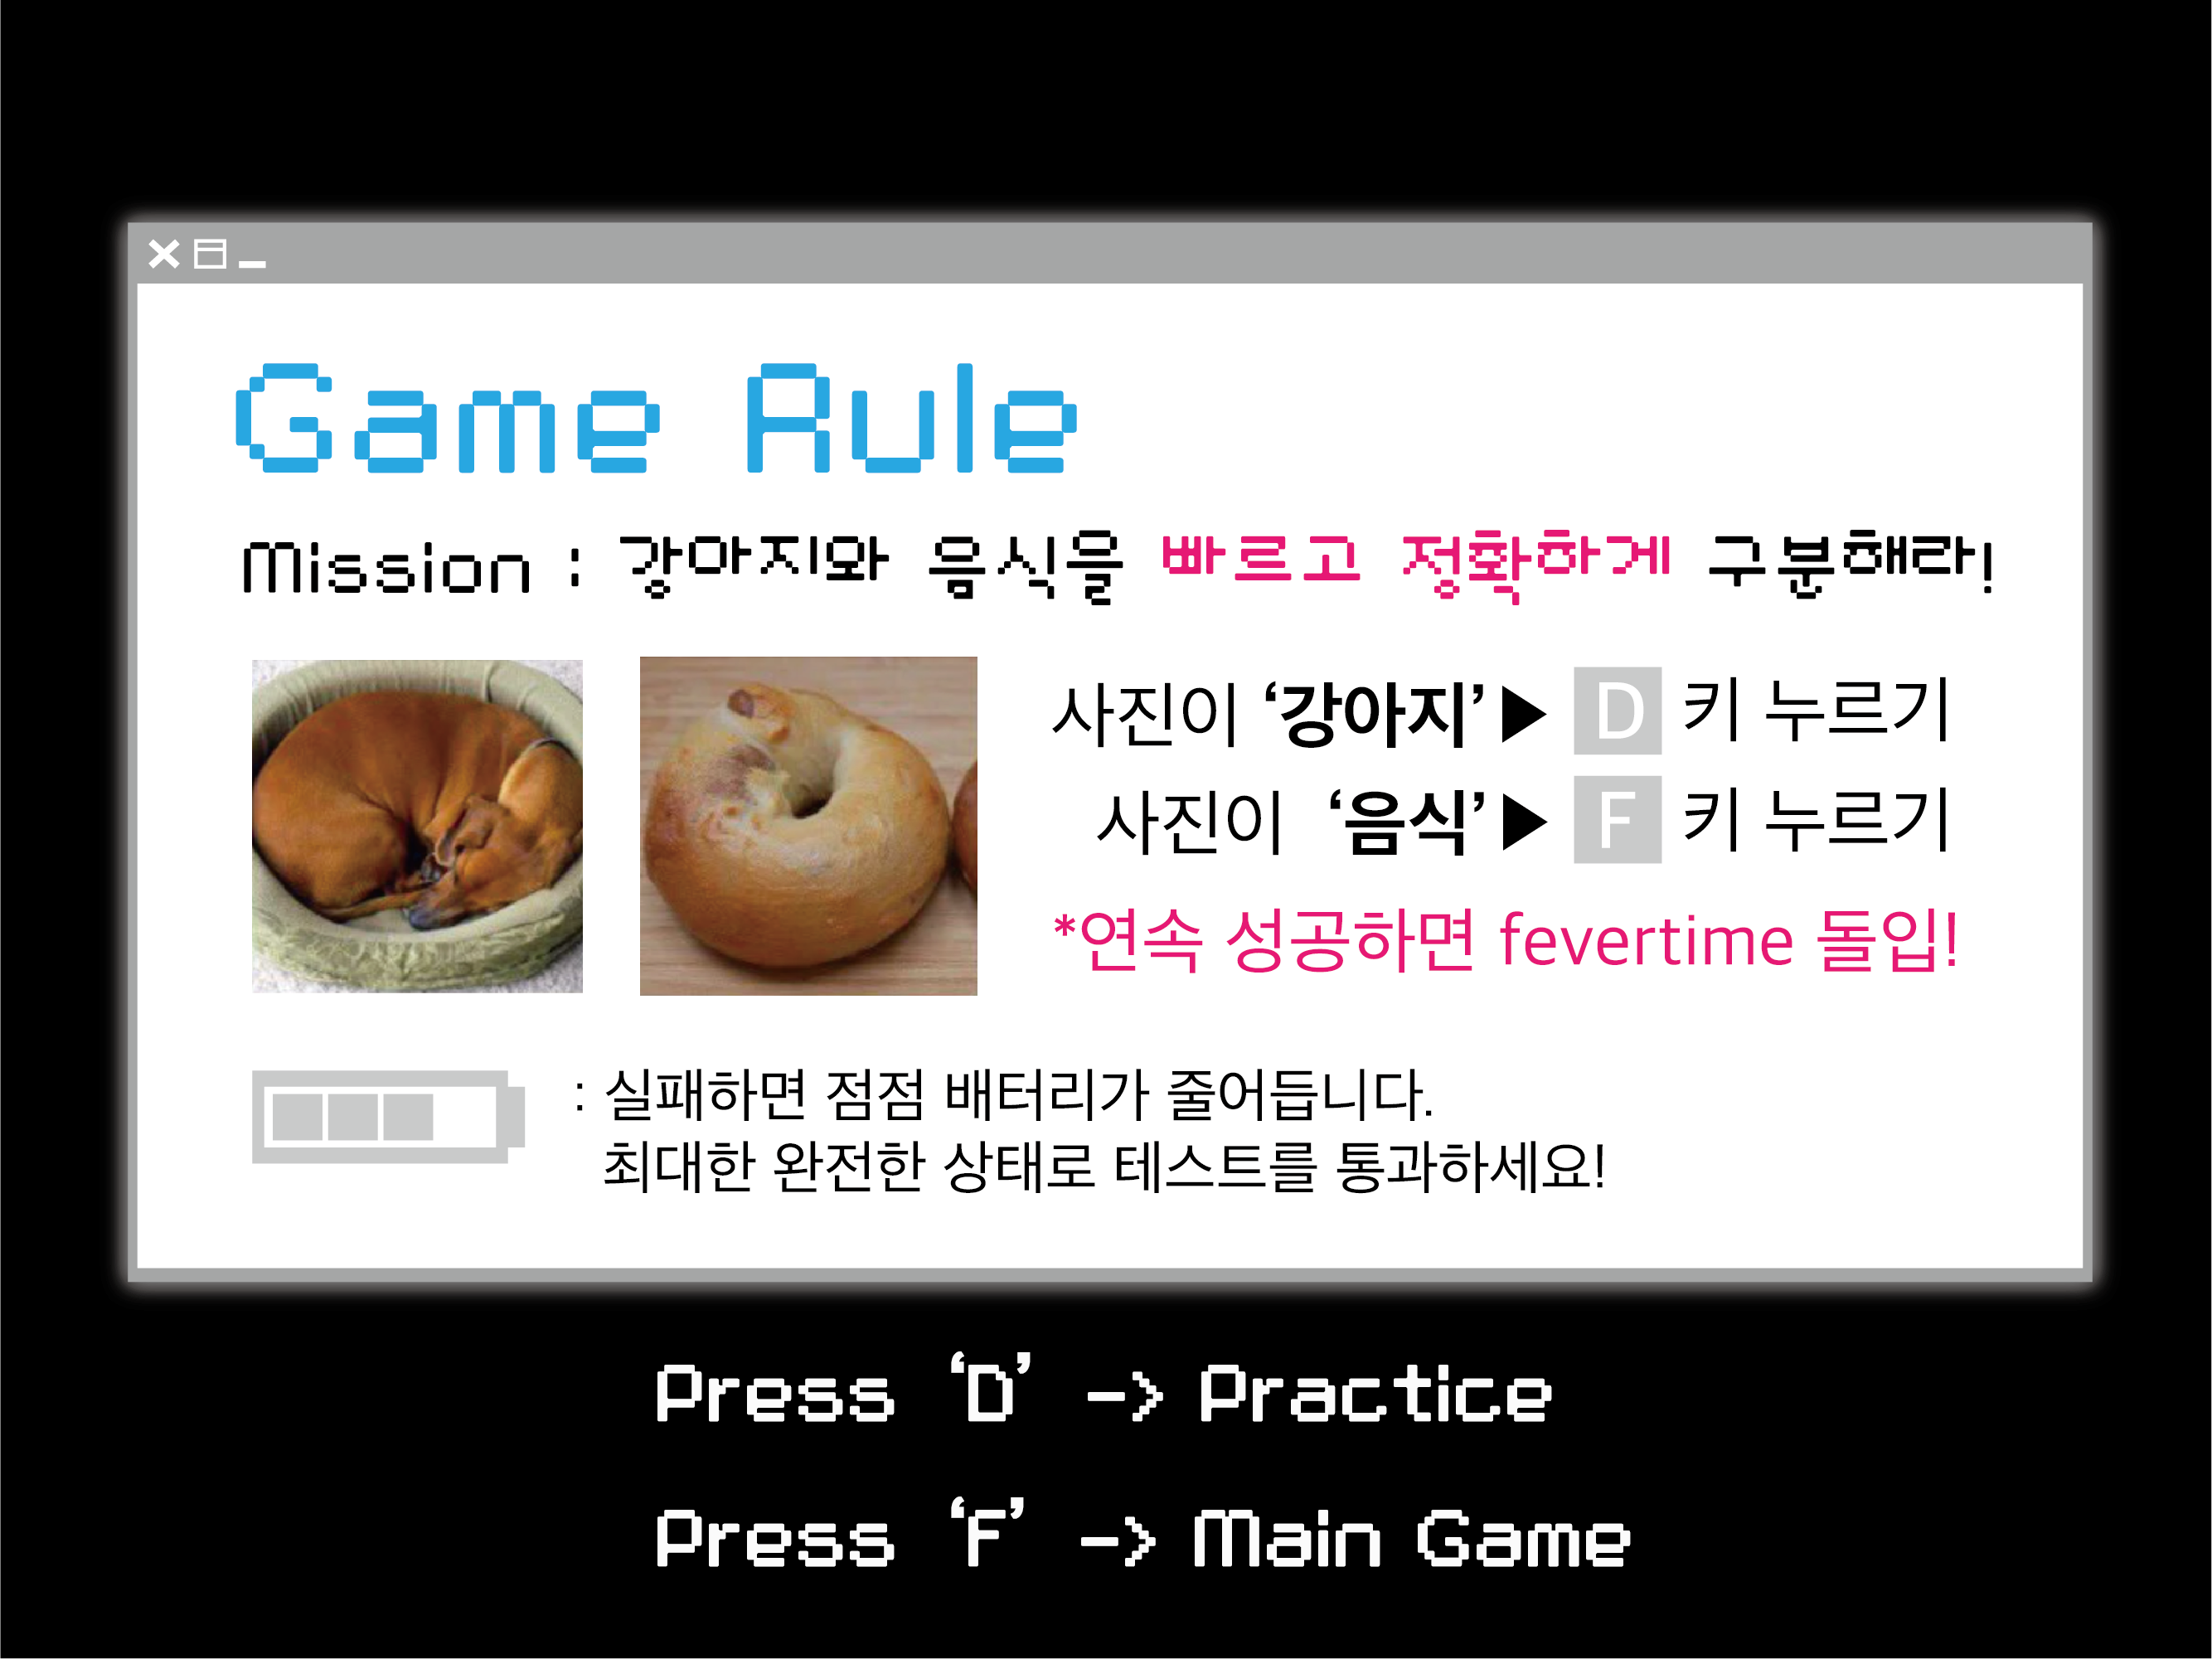 Game Rule
Mission : 강아지와 음식을 빠르고 정확하게 구분해라!
사진이 ‘강아지’▶ D 키 누르기
사진이 ‘음식’▶ F 키 누르기
*연속 성공하면 fevertime 돌입!
: 실패하면 점점 배터리가 줄어듭니다.
최대한 완전한 상태로 테스트를 통과하세요!
Press ‘D’ -> Practice
Press ‘F’ -> Main Game